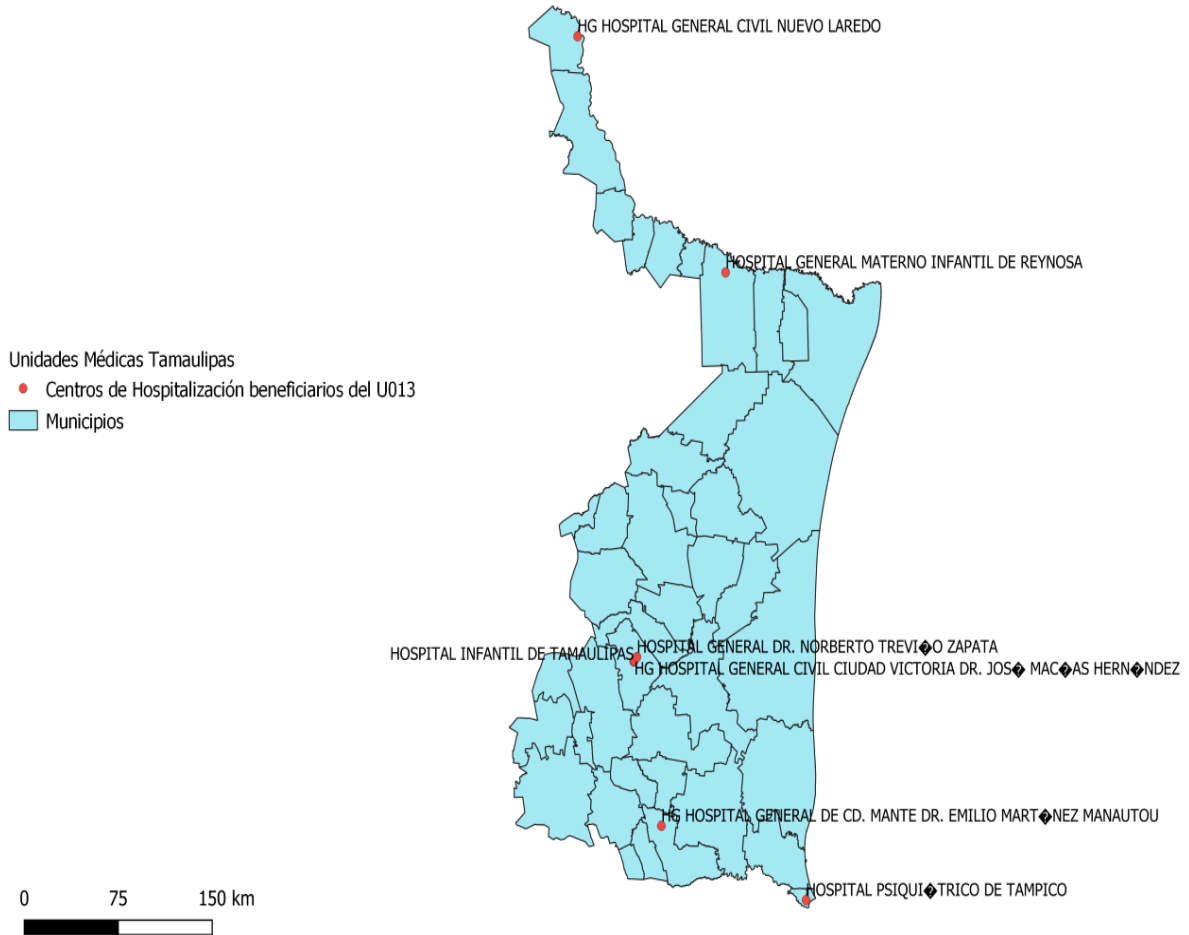 HG HOSPITAL GENERAL CIVIL NUEVO LAREDO
HOSPITAL GENERAL MATERNO INFANTIL DE REYNOSA
Unidades Médicas Tamaulipas
Centros de Hospitalización beneficiarios del U013
Municipios
HOSPITAL INFANTIL DE TAMAULIPAS
HOSPITAL GENERAL DR. NORBERTO TREVI�O ZAPATA
HG HOSPITAL GENERAL CIVIL CIUDAD VICTORIA DR. JOS� MAC�AS HERN�NDEZ
HG HOSPITAL GENERAL DE CD. MANTE DR. EMILIO MART�NEZ MANAUTOU
HOSPITAL PSIQUI�TRICO DE TAMPICO
0 75 150 km